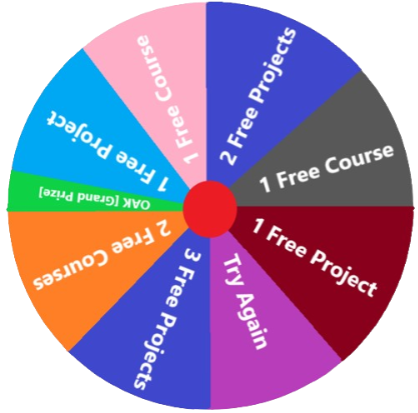 2 Free Projects
1 Free Course
1 Free Project
Try Again
3 Free Projects
2 Free Courses
OAK [Grand Prize]
1 Free Project
1 Free Course